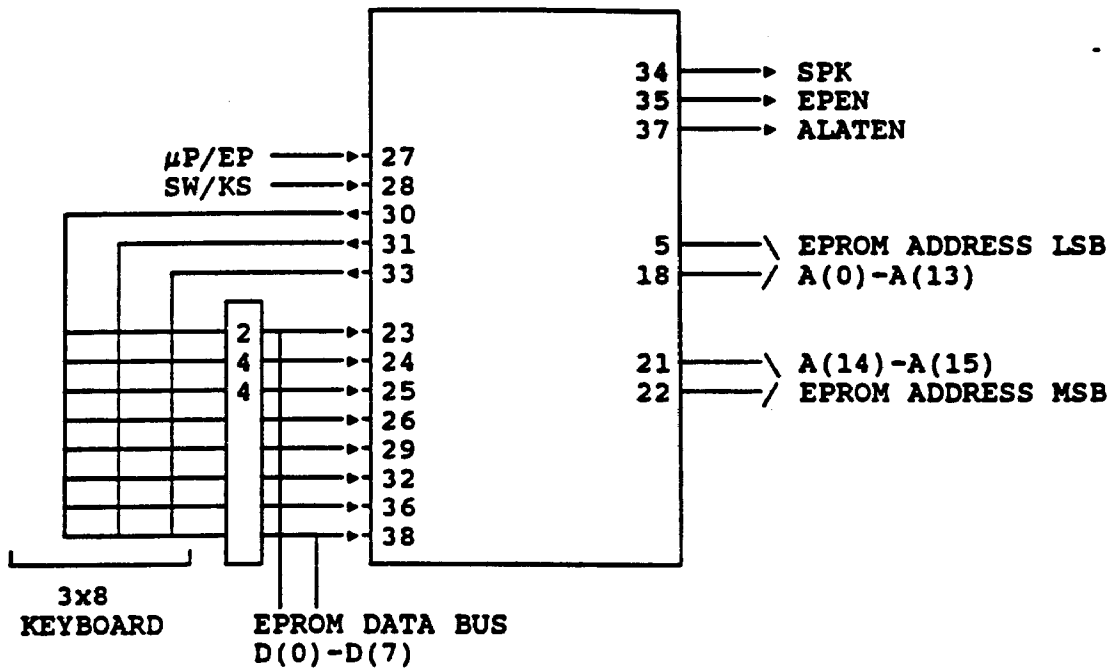 34 SPK
35 EPEN
37 ALATEN
μP/EP 27
SW/KS 28
30
31
33
5 EPROM ADDRESS LSB
18 A(0)-A(13)
2 23
4 24
4 25
26
29
32
36
38
21 A(14)-A(15)
22 EPROM ADDRESS MSB
3x8
KEYBOARD
EPROM DATA BUS
D(0)-D(7)